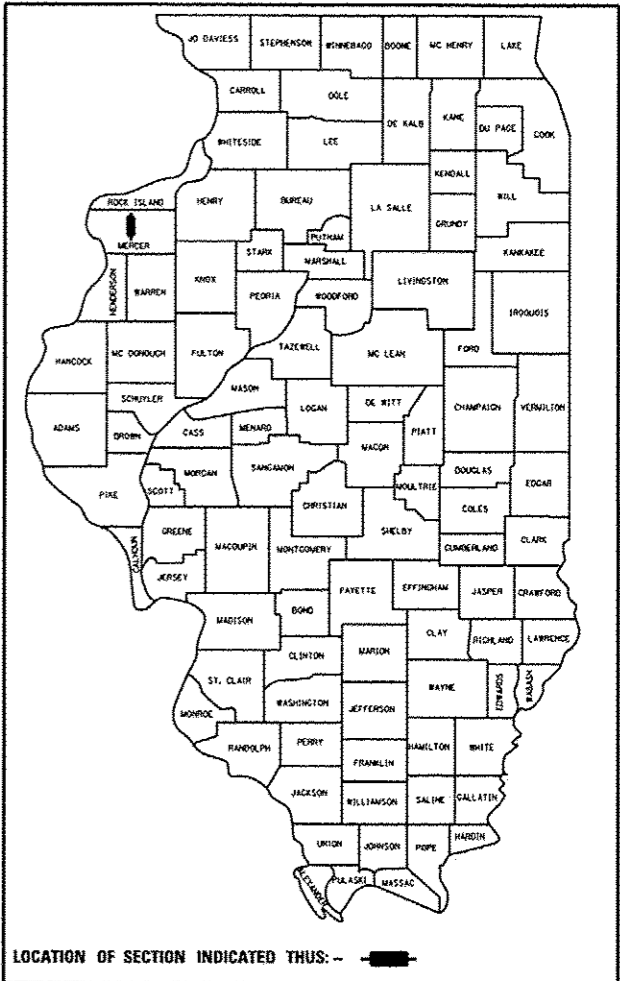 JO DAVIESS STEPHENSON WINNEBAGO BOONE MC HENRY LAKE
CARROLL OGLE DE KALB KANE DU PAGE COOK
WHITESIDE LEE KENDALL WILL
ROCK ISLAND HENRY BUREAU LA SALLE GRUNDY
MERCER STARK PUTNAM MARSHALL KANKAKEE
HENDERSON WARREN KNOX PEORIA WOODFORD LIVINGSTON IROQUOIS
HANCOCK MC DONOUGH FULTON TAZEWELL MC LEAN FORD
SCHUYLER MASON LOGAN DE WITT CHAMPAIGN VERMILION
ADAMS BROWN CASS MENARD MACON PIATT
PIKE SCOTT MORGAN SANGAMON CHRISTIAN MOULTRIE DOUGLAS EDGAR
COLES
CALHOUN GREENE MACOUPIN MONTGOMERY SHELBY CUMBERLAND CLARK
JERSEY FAYETTE EFFINGHAM JASPER CRAWFORD
MADISON BOND CLAY RICHLAND LAWRENCE
CLINTON MARION
ST. CLAIR WAYNE EDWARDS WABASH
MONROE WASHINGTON JEFFERSON
RANDOLPH PERRY FRANKLIN HAMILTON WHITE
JACKSON WILLIAMSON SALINE GALLATIN
UNION JOHNSON POPE HARDIN
ALEXANDER PULASKI MASSAC
LOCATION OF SECTION INDICATED THUS: -